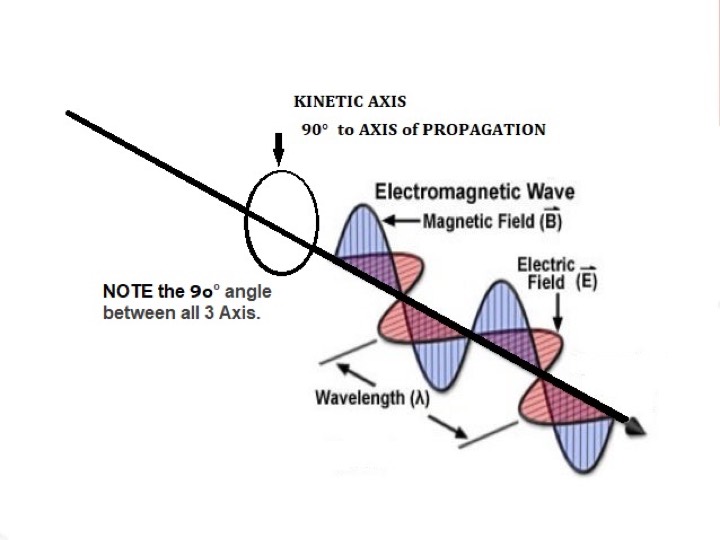 KINETIC AXIS
90° to AXIS of PROPAGATION
Electromagnetic Wave
Magnetic Field (B⃗)
Electric
Field (E⃗)
NOTE the 90° angle
between all 3 Axis.
Wavelength (λ)